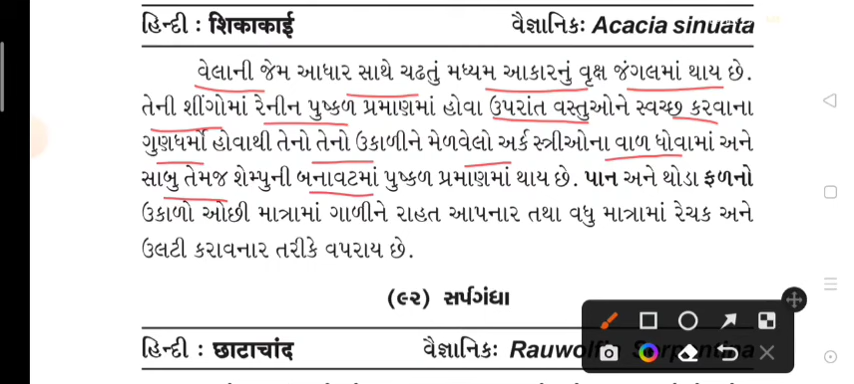 હિન્દી : શિકાકાઈ વૈજ્ઞાનિકઃ Acacia sinuata
વેલાની જેમ આધાર સાથે ચઢતું મધ્યમ આકારનું વૃક્ષ જંગલમાં થાય છે.
તેની શીંગોમાં રેનીન પુષ્કળ પ્રમાણમાં હોવા ઉપરાંત વસ્તુઓને સ્વચ્છ કરવાના
ગુણધર્મો હોવાથી તેનો તેનો ઉકાળીને મેળવેલો અર્ક સ્ત્રીઓના વાળ ધોવામાં અને
સાબુ તેમજ શેમ્પુની બનાવટમાં પુષ્કળ પ્રમાણમાં થાય છે. પાન અને થોડા ફળનો
ઉકાળો ઓછી માત્રામાં ગાળીને રાહત આપનાર તથા વધુ માત્રામાં રેચક અને
ઉલટી કરાવનાર તરીકે વપરાય છે.
(૯૨) સર્પગંધા
હિન્દી : છાટાચાંદ વૈજ્ઞાનિકઃ Rauwolfia Serpentina